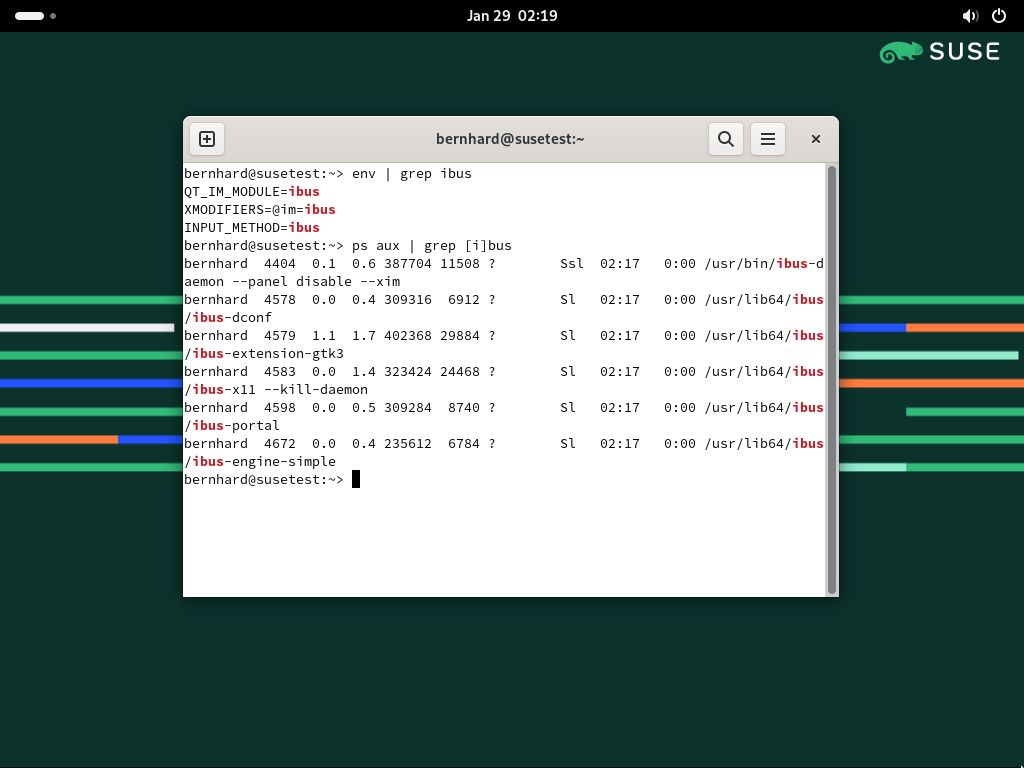 Jan 29 02:19
SUSE
bernhard@susetest:~
bernhard@susetest:~> env | grep ibus
QT_IM_MODULE=ibus
XMODIFIERS=@im=ibus
INPUT_METHOD=ibus
bernhard@susetest:~> ps aux | grep [i]bus
bernhard  4404  0.1  0.6 387704 11508 ?        Ssl  02:17   0:00 /usr/bin/ibus-d
aemon --panel disable --xim
bernhard  4578  0.0  0.4 309316  6912 ?        Sl   02:17   0:00 /usr/lib64/ibus
/ibus-dconf
bernhard  4579  1.1  1.7 402368 29884 ?        Sl   02:17   0:00 /usr/lib64/ibus
/ibus-extension-gtk3
bernhard  4583  0.0  1.4 323424 24468 ?        Sl   02:17   0:00 /usr/lib64/ibus
/ibus-x11 --kill-daemon
bernhard  4598  0.0  0.5 309284  8740 ?        Sl   02:17   0:00 /usr/lib64/ibus
/ibus-portal
bernhard  4672  0.0  0.4 235612  6784 ?        Sl   02:17   0:00 /usr/lib64/ibus
/ibus-engine-simple
bernhard@susetest:~>